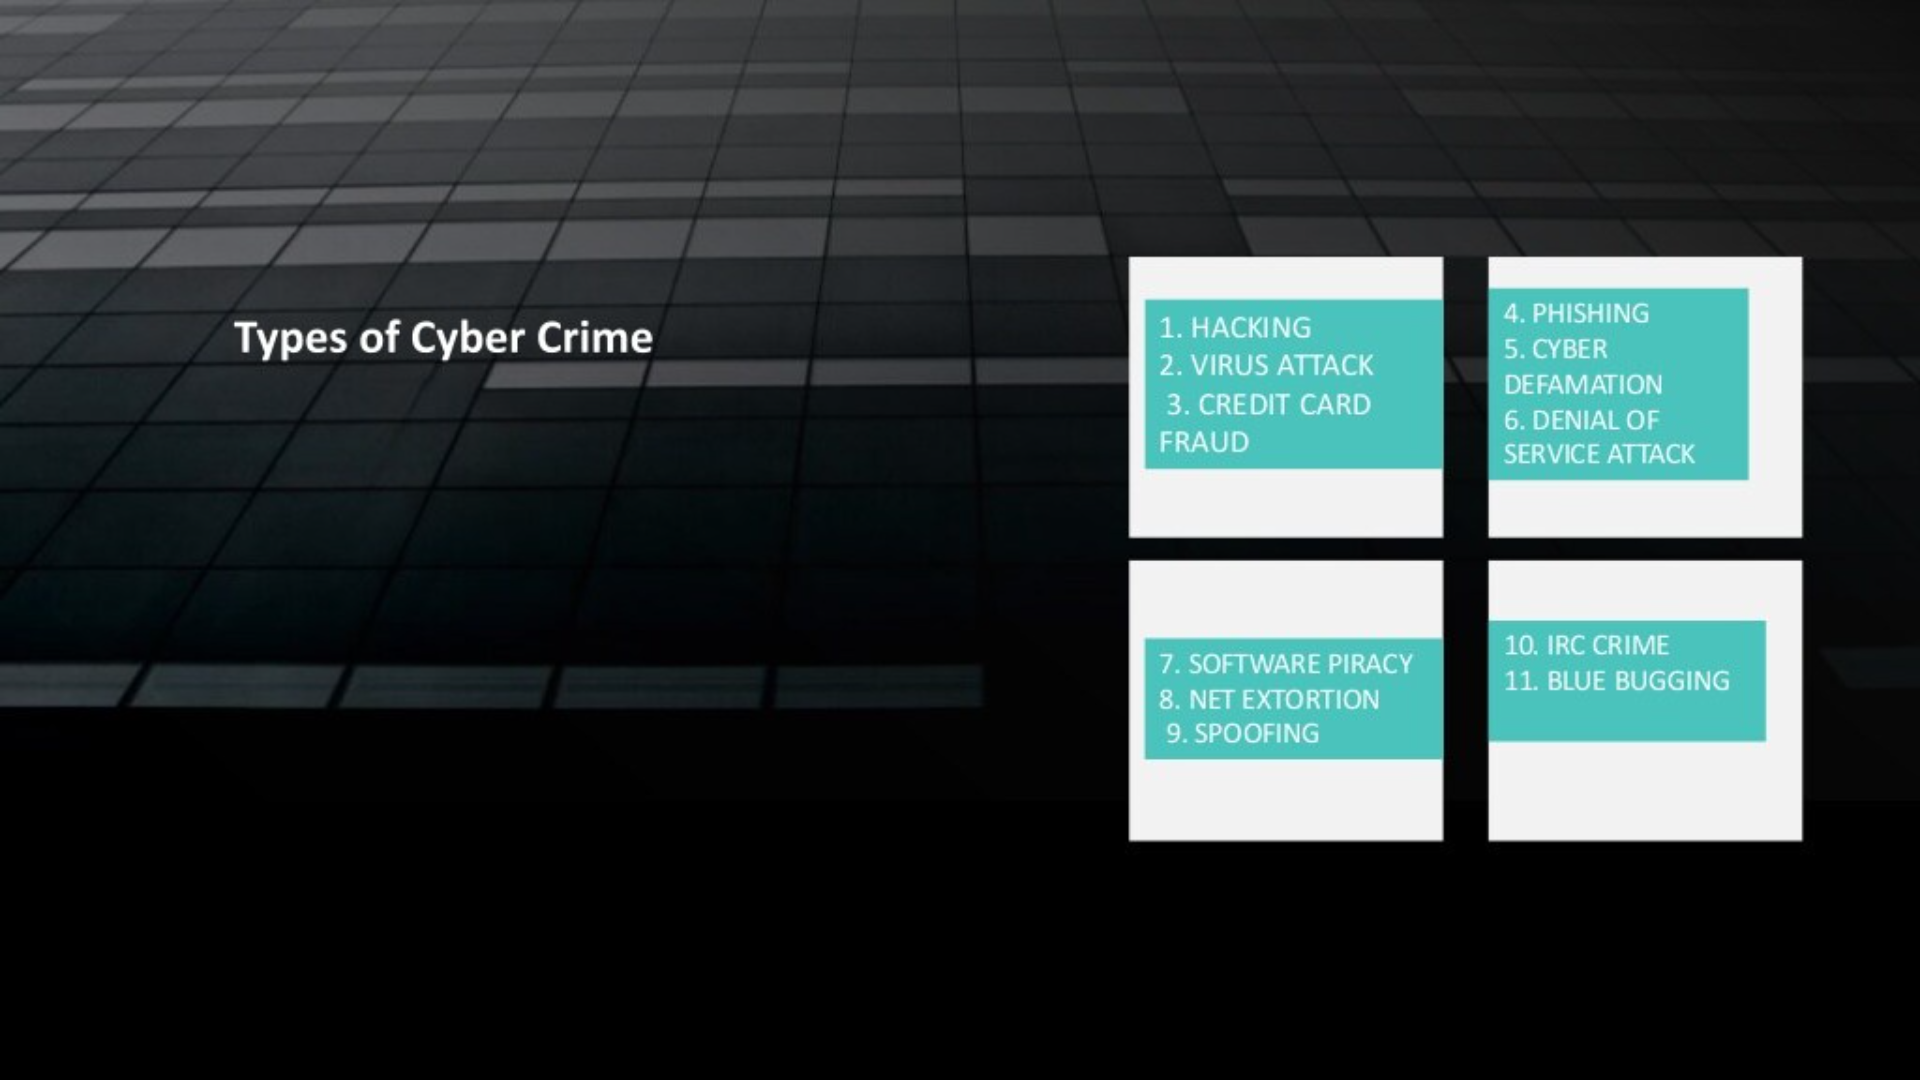 Types of Cyber Crime
1. HACKING
2. VIRUS ATTACK
3. CREDIT CARD
FRAUD
4. PHISHING
5. CYBER
DEFAMATION
6. DENIAL OF
SERVICE ATTACK
7. SOFTWARE PIRACY
8. NET EXTORTION
9. SPOOFING
10. IRC CRIME
11. BLUE BUGGING